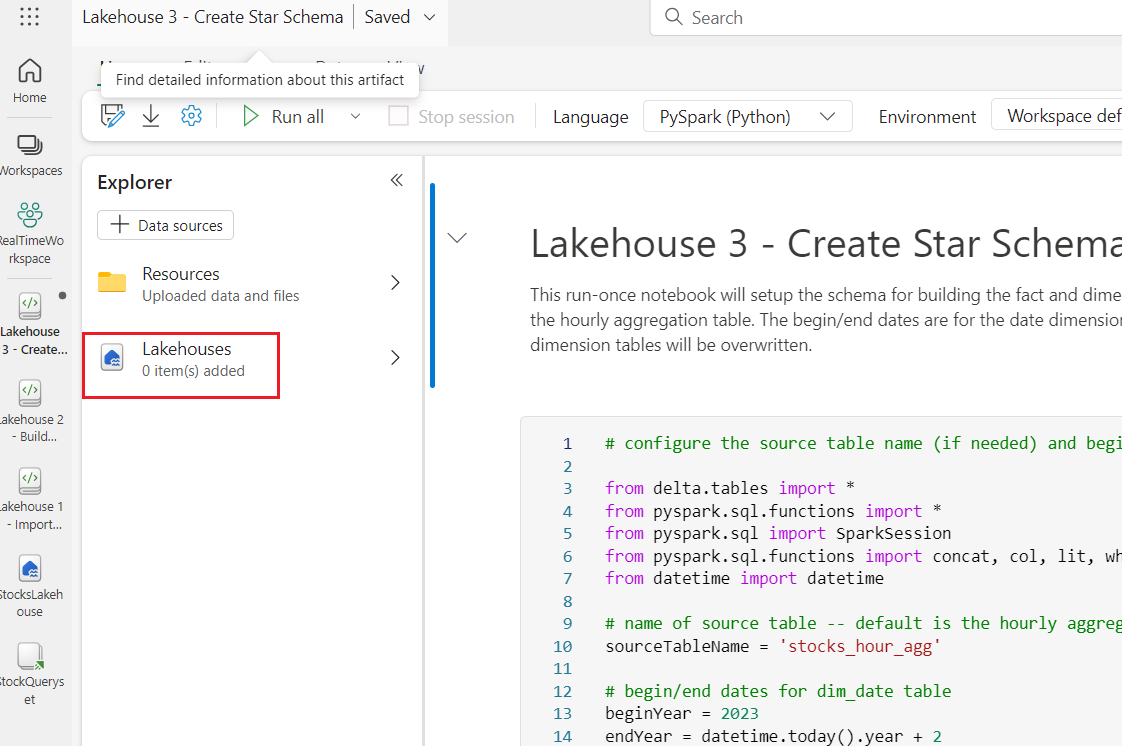 Lakehouse 3 - Create Star Schema
Saved
Search
Find detailed information about this artifact
Home
Run all
Stop session
Language
PySpark (Python)
Environment
Workspace def
Workspaces
RealTimeWo
rkspace
Lakehouse
3 - Create...
Lakehouse 2
- Build...
Lakehouse 1
- Import...
StocksLakeh
ouse
StockQuerys
et
Explorer
Data sources
Resources
Uploaded data and files
Lakehouses
0 item(s) added
Lakehouse 3 - Create Star Schema
This run-once notebook will setup the schema for building the fact and dime
the hourly aggregation table. The begin/end dates are for the date dimension
dimension tables will be overwritten.
1 # configure the source table name (if needed) and begi
2
3 from delta.tables import *
4 from pyspark.sql.functions import *
5 from pyspark.sql import SparkSession
6 from pyspark.sql.functions import concat, col, lit, wh
7 from datetime import datetime
8
9 # name of source table -- default is the hourly aggreg
10 sourceTableName = 'stocks_hour_agg'
11
12 # begin/end dates for dim_date table
13 beginYear = 2023
14 endYear = datetime.today().year + 2